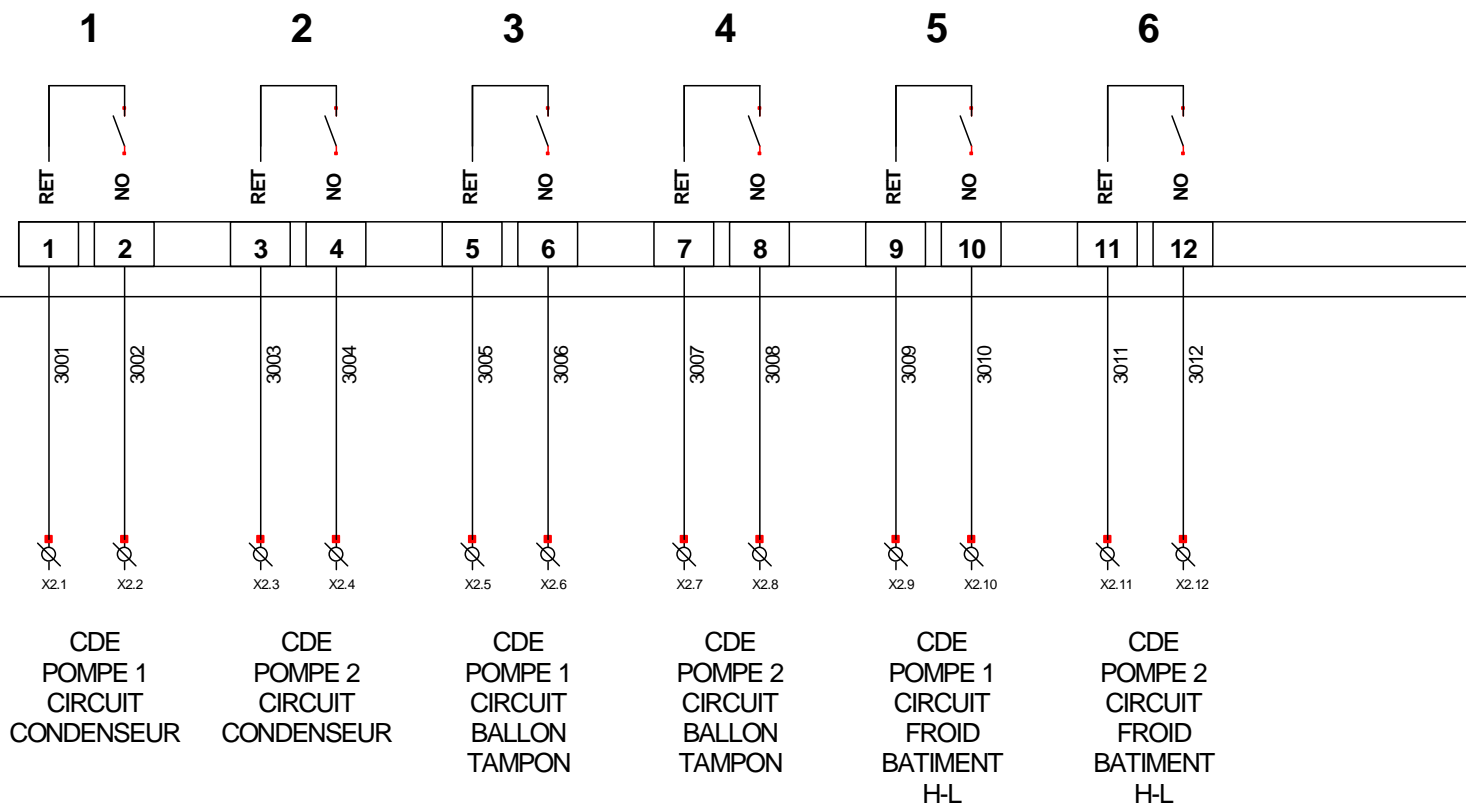 1 2 3 4 5 6
RET NO RET NO RET NO RET NO RET NO RET NO
1 2 3 4 5 6 7 8 9 10 11 12
3001 3002 3003 3004 3005 3006 3007 3008 3009 3010 3011 3012
X2.1 X2.2 X2.3 X2.4 X2.5 X2.6 X2.7 X2.8 X2.9 X2.10 X2.11 X2.12
CDE
POMPE 1
CIRCUIT
CONDENSEUR
CDE
POMPE 2
CIRCUIT
CONDENSEUR
CDE
POMPE 1
CIRCUIT
BALLON
TAMPON
CDE
POMPE 2
CIRCUIT
BALLON
TAMPON
CDE
POMPE 1
CIRCUIT
FROID
BATIMENT
H-L
CDE
POMPE 2
CIRCUIT
FROID
BATIMENT
H-L